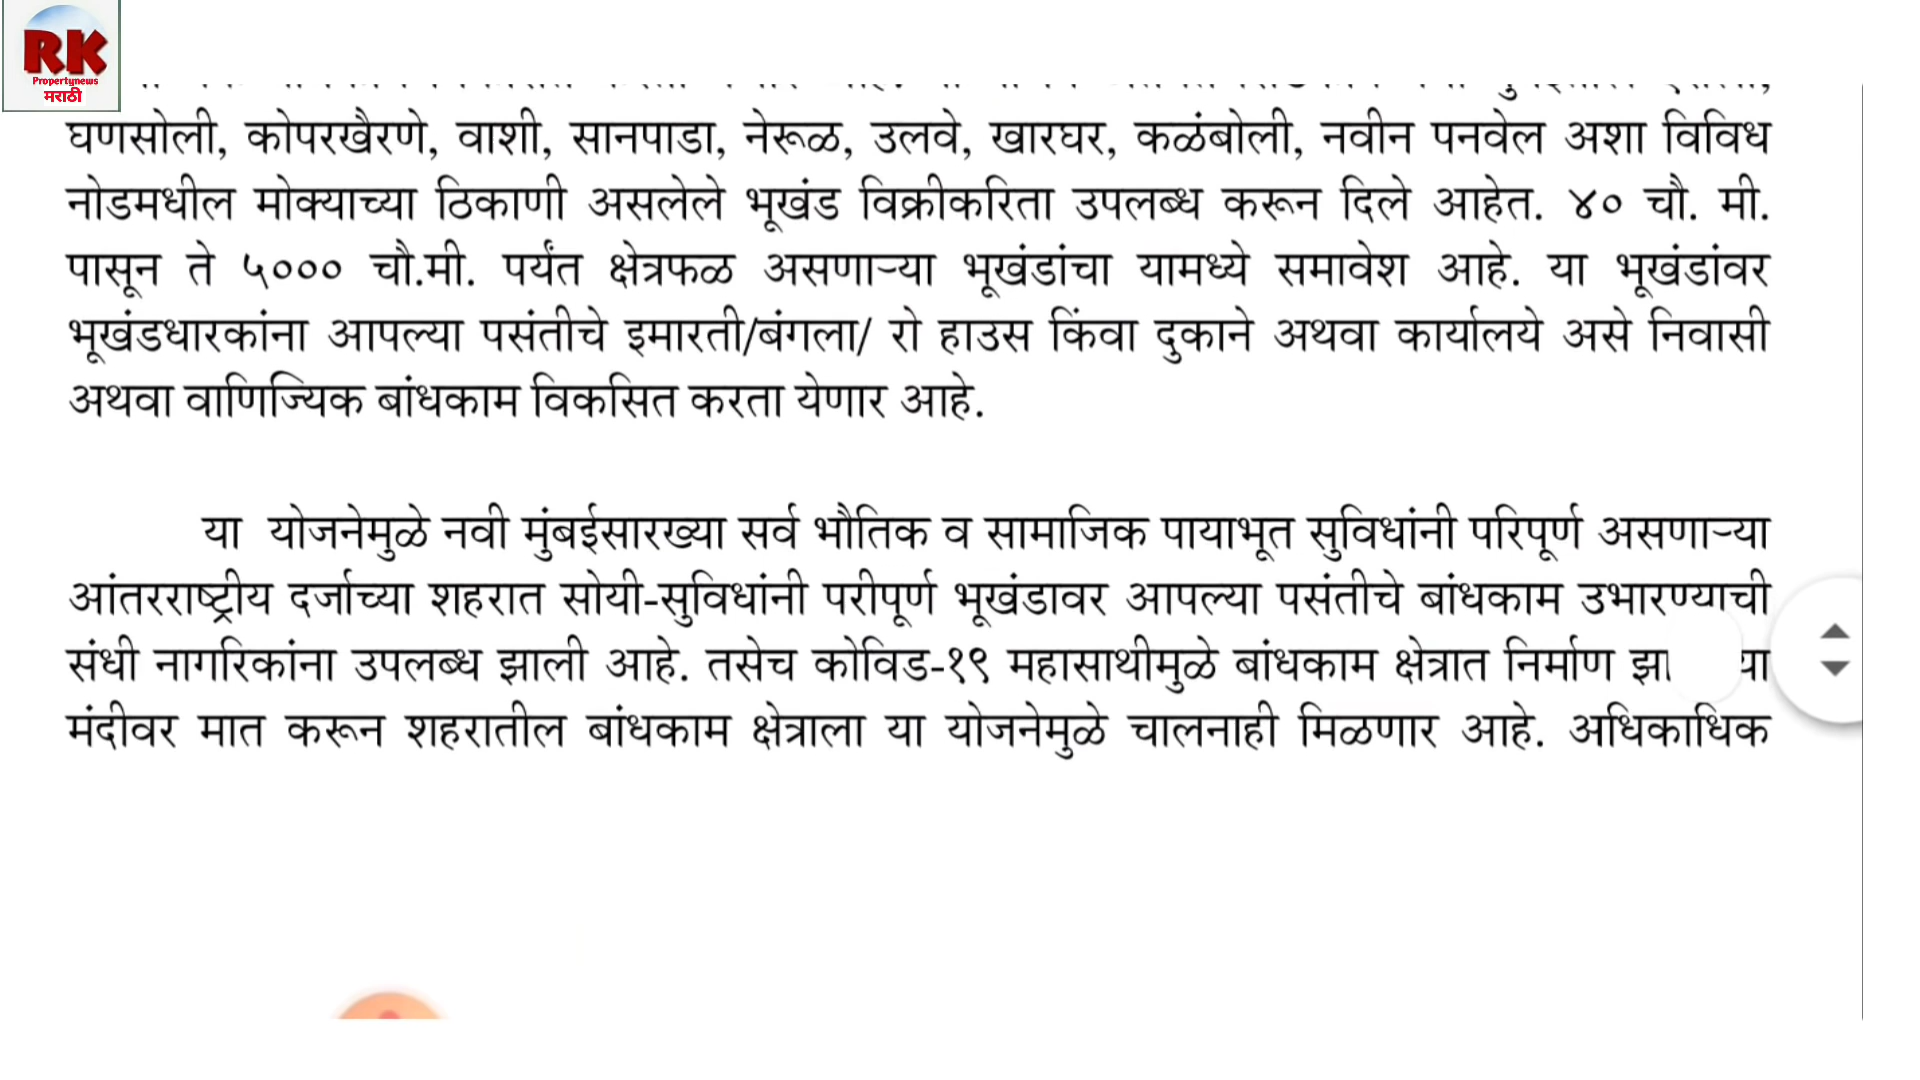 RK
Propertynews
मराठी
घणसोली, कोपरखैरणे, वाशी, सानपाडा, नेरूळ, उलवे, खारघर, कळंबोली, नवीन पनवेल अशा विविध
नोडमधील मोक्याच्या ठिकाणी असलेले भूखंड विक्रीकरिता उपलब्ध करून दिले आहेत. ४० चौ. मी.
पासून ते ५००० चौ.मी. पर्यंत क्षेत्रफळ असणाऱ्या भूखंडांचा यामध्ये समावेश आहे. या भूखंडांवर
भूखंडधारकांना आपल्या पसंतीचे इमारती/बंगला/ रो हाउस किंवा दुकाने अथवा कार्यालये असे निवासी
अथवा वाणिज्यिक बांधकाम विकसित करता येणार आहे.
या योजनेमुळे नवी मुंबईसारख्या सर्व भौतिक व सामाजिक पायाभूत सुविधांनी परिपूर्ण असणाऱ्या
आंतरराष्ट्रीय दर्जाच्या शहरात सोयी-सुविधांनी परीपूर्ण भूखंडावर आपल्या पसंतीचे बांधकाम उभारण्याची
संधी नागरिकांना उपलब्ध झाली आहे. तसेच कोविड-१९ महासाथीमुळे बांधकाम क्षेत्रात निर्माण
मंदीवर मात करून शहरातील बांधकाम क्षेत्राला या योजनेमुळे चालनाही मिळणार आहे. अधिकाधिक